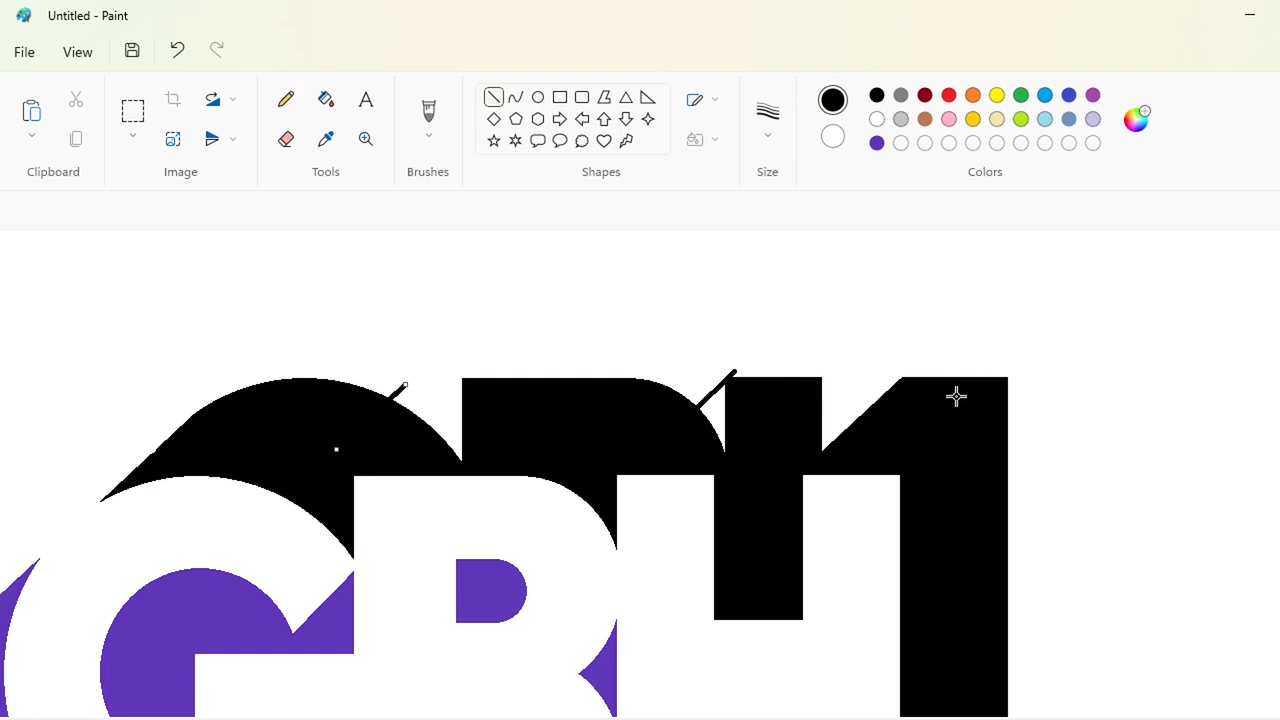 Untitled - Paint
File View
Clipboard Image Tools Brushes Shapes Size Colors